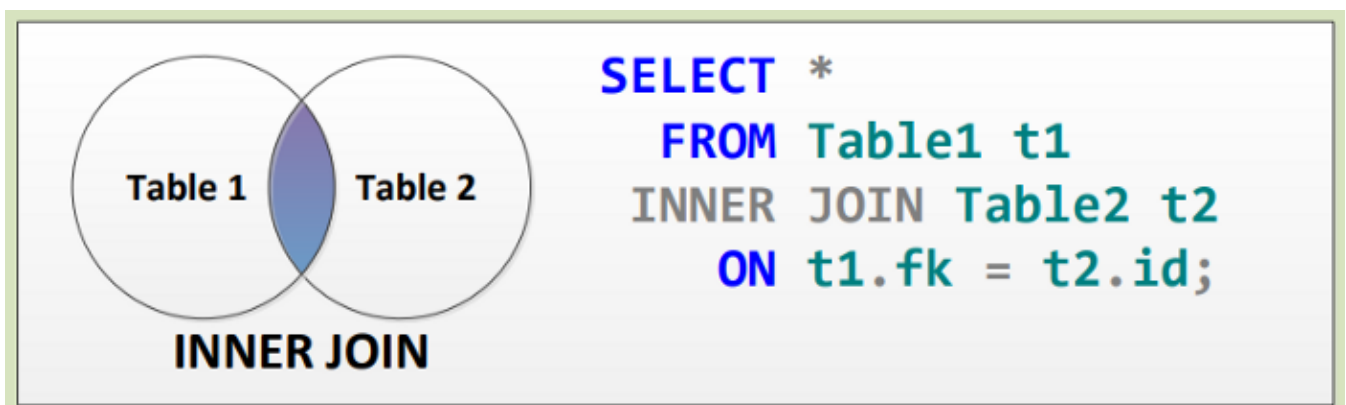 Table 1
Table 2
INNER JOIN
SELECT *
FROM Table1 t1
INNER JOIN Table2 t2
ON t1.fk = t2.id;